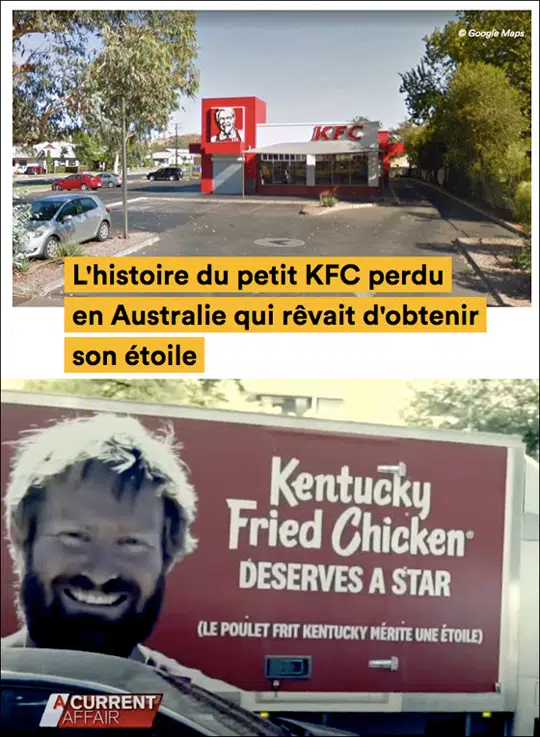 © Google Maps
KFC
L'histoire du petit KFC perdu
en Australie qui rêvait d'obtenir
son étoile
Kentucky
Fried Chicken®
DESERVES A STAR
(LE POULET FRIT KENTUCKY MÉRITE UNE ÉTOILE)
A CURRENT
AFFAIR